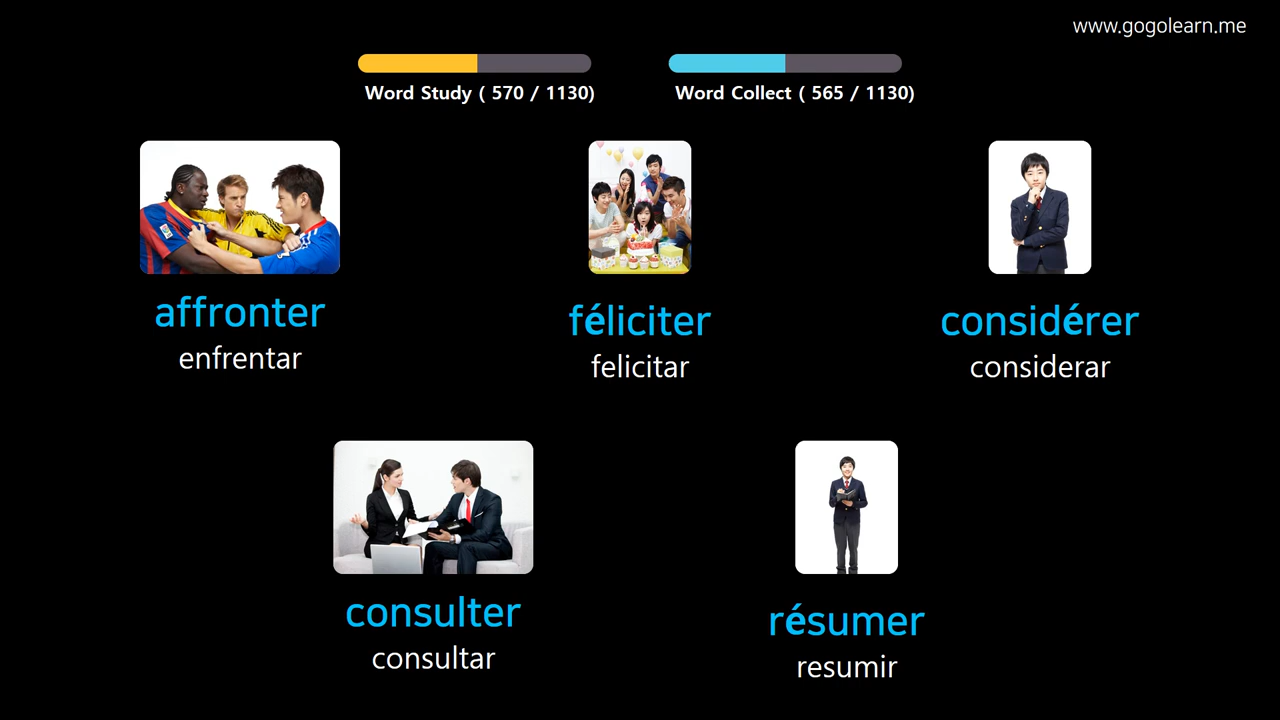 www.gogolearn.me
Word Study ( 570 / 1130)
Word Collect ( 565 / 1130)
affronter
enfrentar
féliciter
felicitar
considérer
considerar
consulter
consultar
résumer
resumir